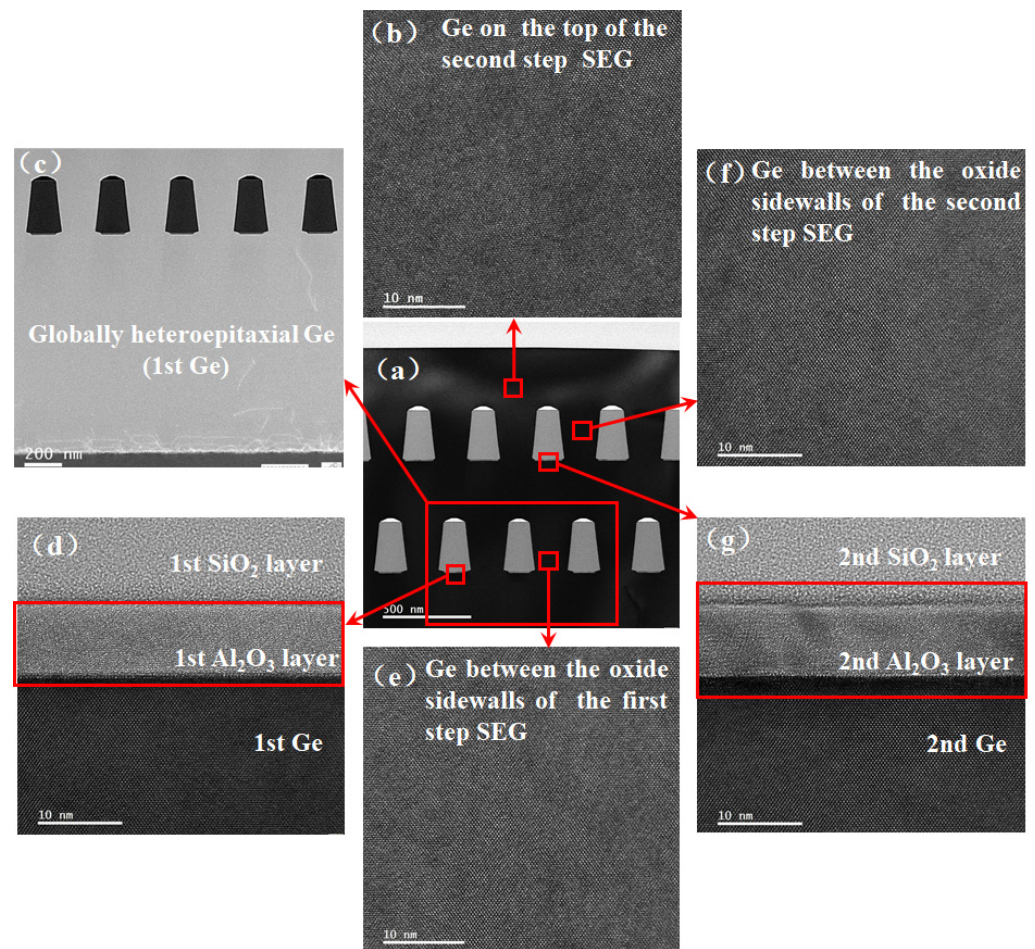 (b) Ge on the top of the
second step SEG
10 nm
(c)
Globally heteroepitaxial Ge
(1st Ge)
200 nm
(a)
500 nm
(f) Ge between the oxide
sidewalls of the second
step SEG
10 nm
(d)
1st SiO₂ layer
1st Al₂O₃ layer
1st Ge
10 nm
(e) Ge between the oxide
sidewalls of the first
step SEG
10 nm
(g)
2nd SiO₂ layer
2nd Al₂O₃ layer
2nd Ge
10 nm